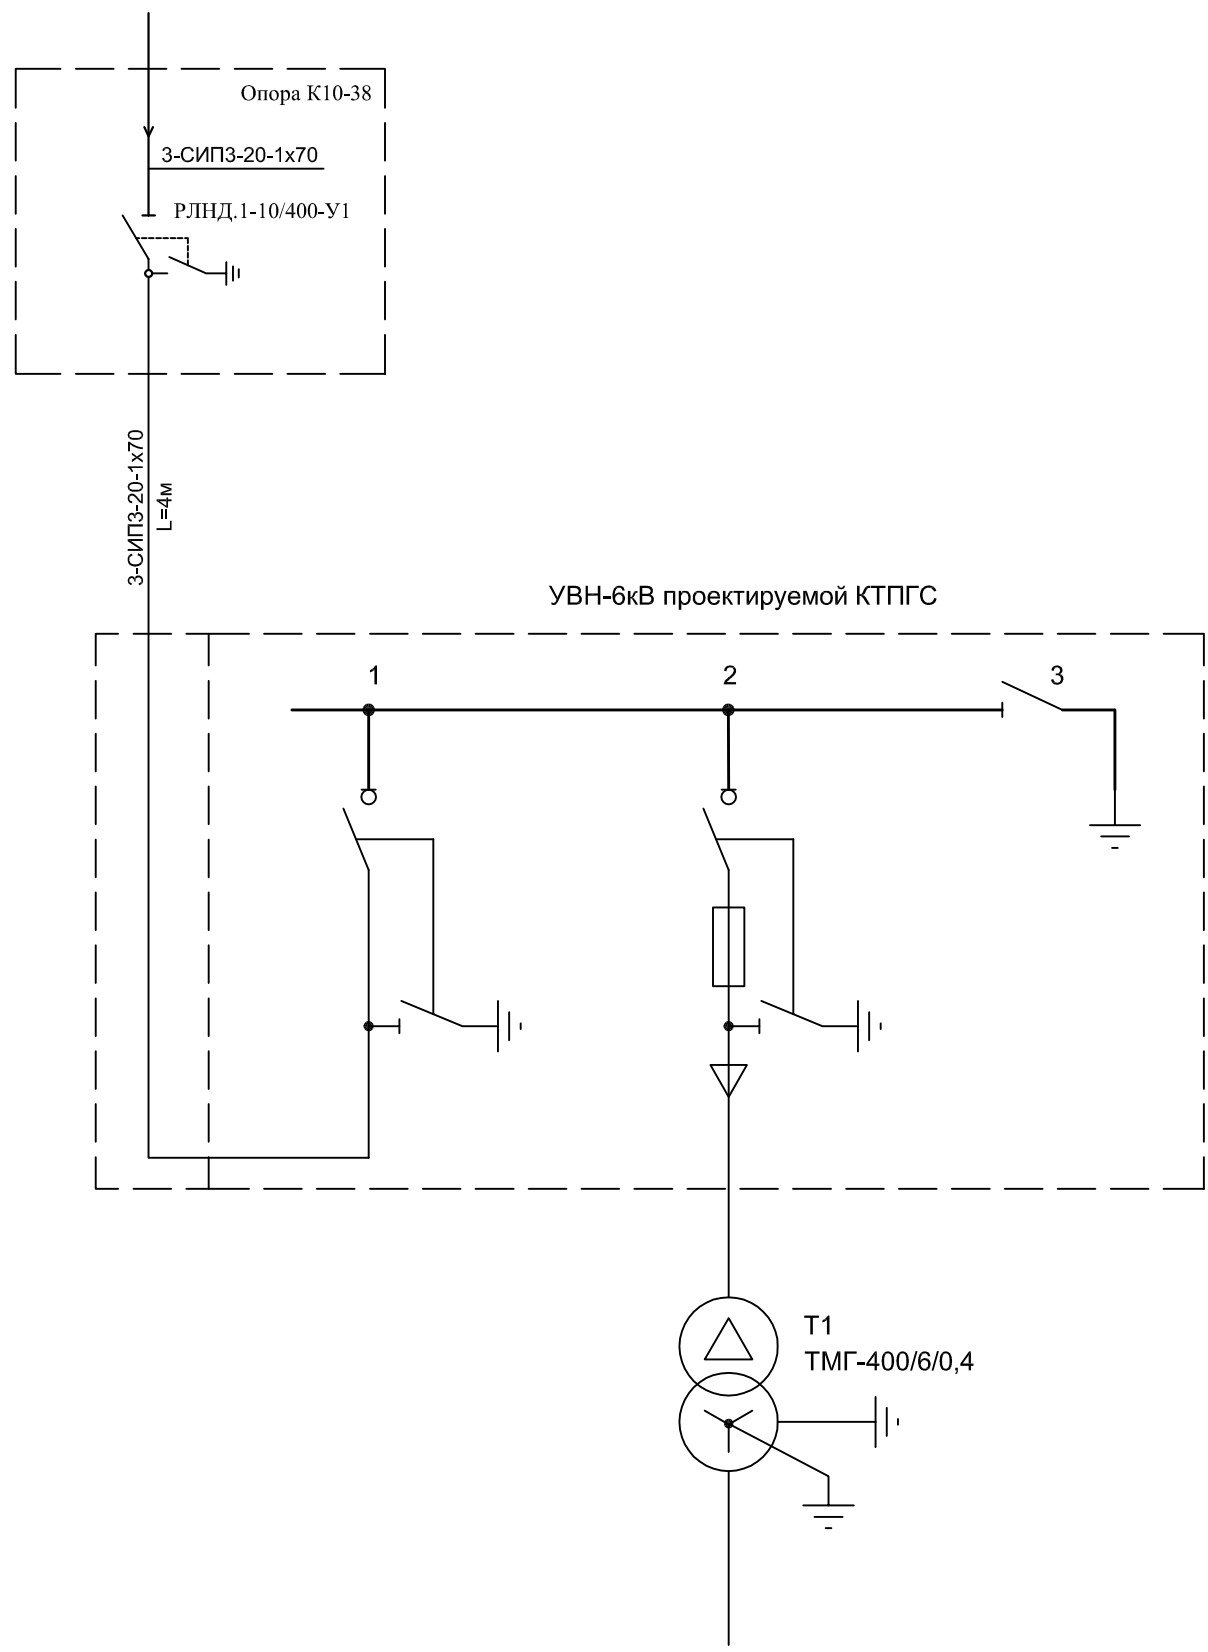 Опора К10-38
3-СИП3-20-1х70
РЛНД.1-10/400-У1
3-СИП3-20-1х70
L=4м
УВН-6кВ проектируемой КТПГС
1
2
3
Т1
ТМГ-400/6/0,4